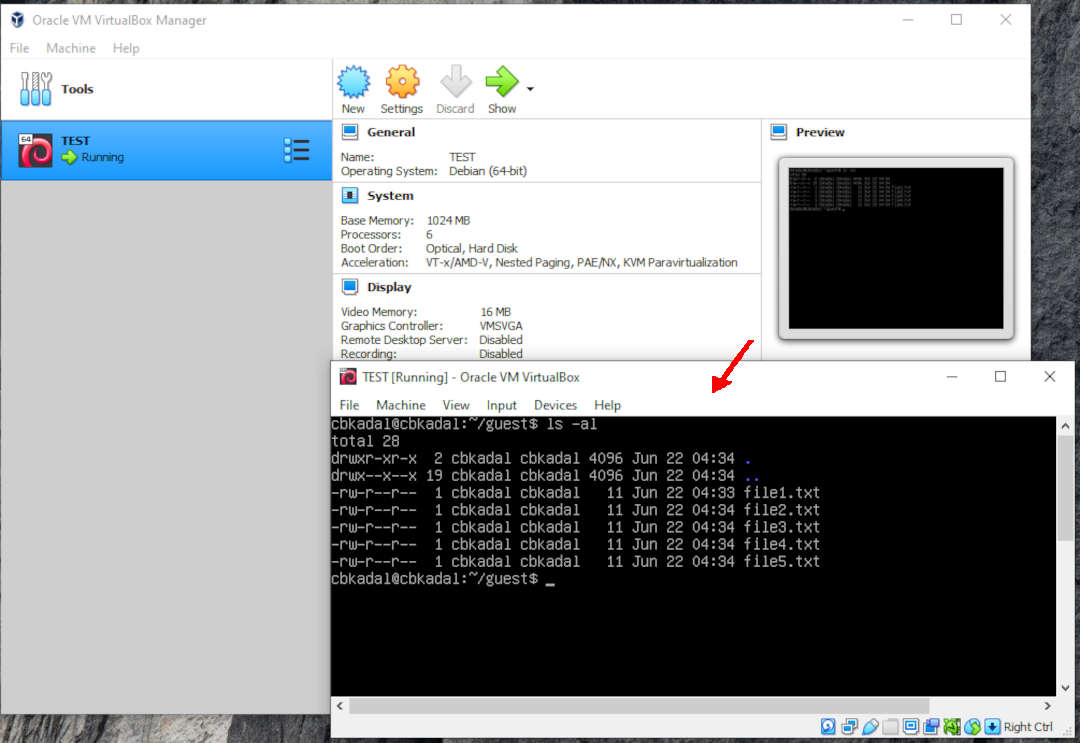 Oracle VM VirtualBox Manager
File Machine Help
Tools
New Settings Discard Show
64
TEST
Running
General
Name: TEST
Operating System: Debian (64-bit)
System
Base Memory: 1024 MB
Processors: 6
Boot Order: Optical, Hard Disk
Acceleration: VT-x/AMD-V, Nested Paging, PAE/NX, KVM Paravirtualization
Display
Video Memory: 16 MB
Graphics Controller: VMSVGA
Remote Desktop Server: Disabled
Recording: Disabled
Preview
TEST [Running] - Oracle VM VirtualBox
File Machine View Input Devices Help
cbkadal@cbkadal:~/guest$ ls -al
total 28
drwxr-xr-x  2 cbkadal cbkadal 4096 Jun 22 04:34 .
drwx--x--x 19 cbkadal cbkadal 4096 Jun 22 04:34 ..
-rw-r--r--  1 cbkadal cbkadal   11 Jun 22 04:33 file1.txt
-rw-r--r--  1 cbkadal cbkadal   11 Jun 22 04:34 file2.txt
-rw-r--r--  1 cbkadal cbkadal   11 Jun 22 04:34 file3.txt
-rw-r--r--  1 cbkadal cbkadal   11 Jun 22 04:34 file4.txt
-rw-r--r--  1 cbkadal cbkadal   11 Jun 22 04:34 file5.txt
cbkadal@cbkadal:~/guest$ _
Right Ctrl